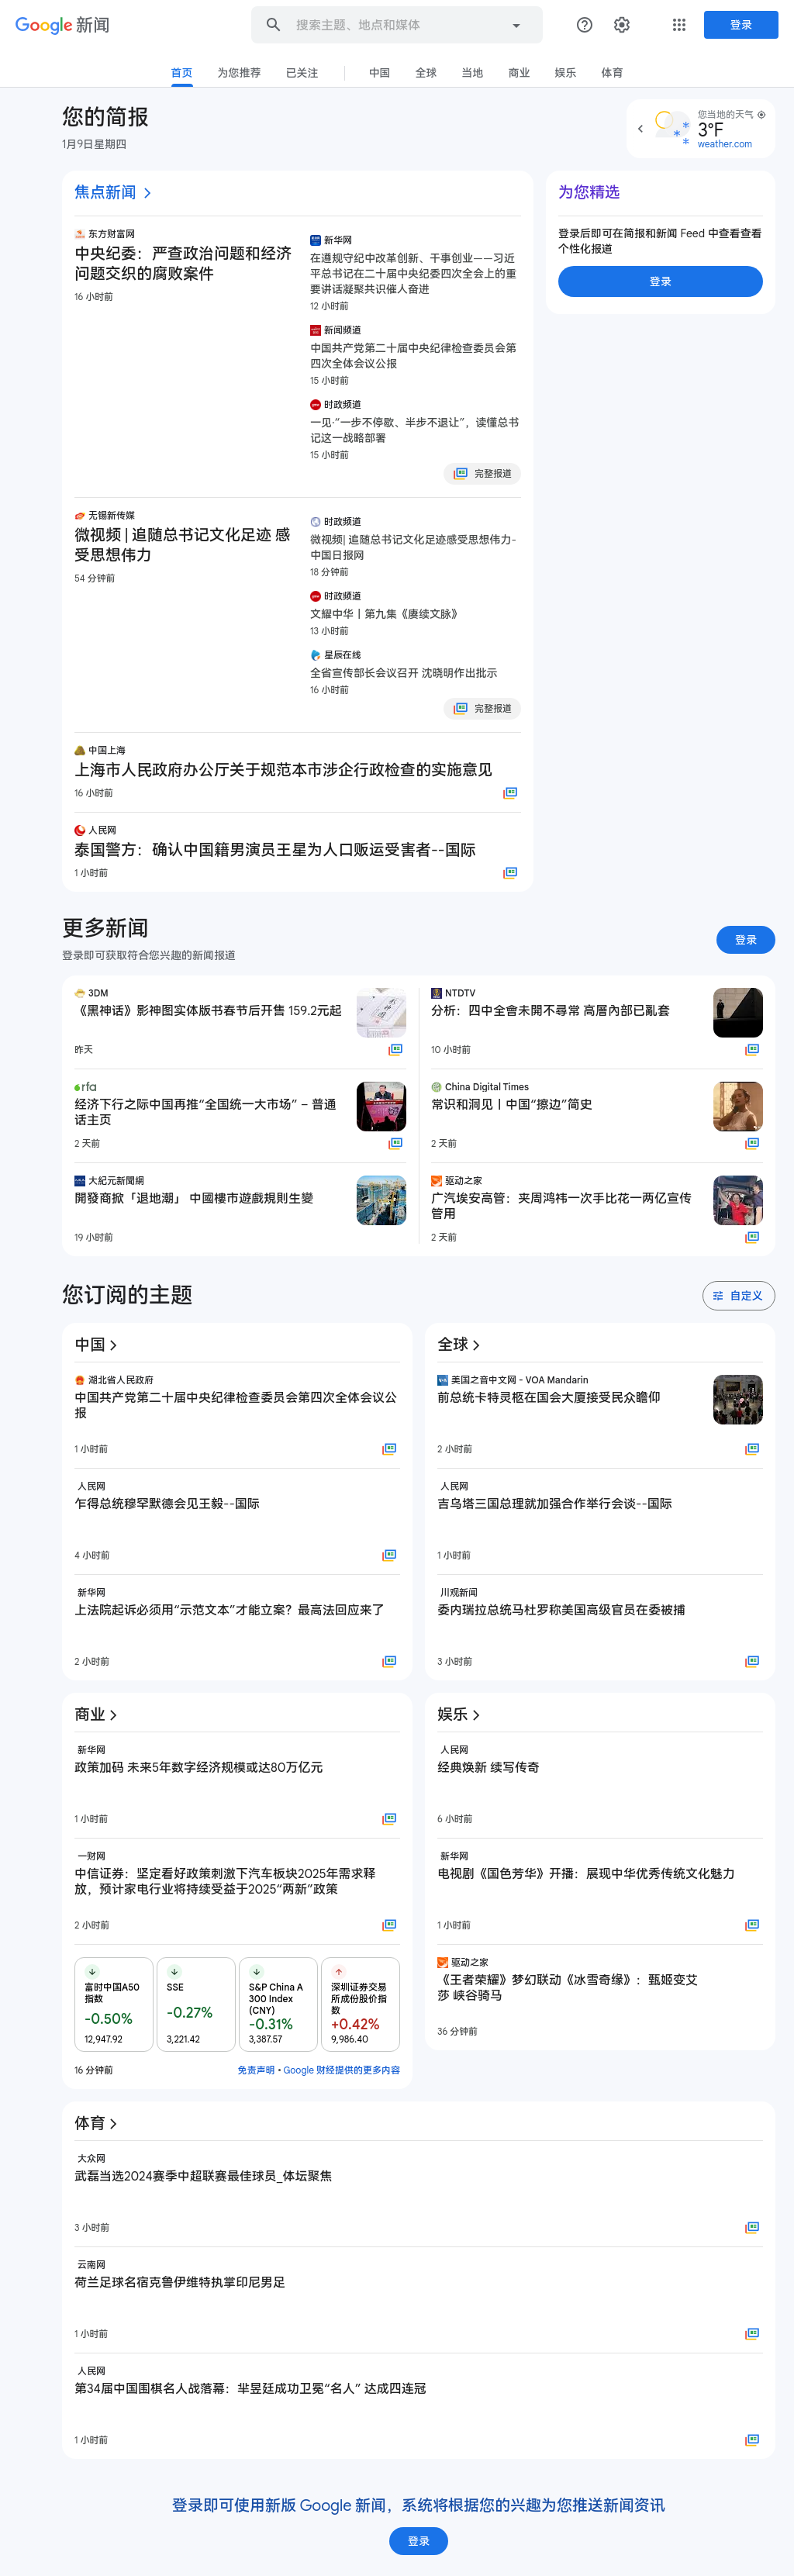 Google 新闻
搜索主题、地点和媒体
登录
首页 为您推荐 已关注 中国 全球 当地 商业 娱乐 体育
您的简报
1月9日星期四
您当地的天气
3°F
weather.com
焦点新闻
东方财富网
中央纪委：严查政治问题和经济
问题交织的腐败案件
16 小时前
新华网
在遵规守纪中改革创新、干事创业——习近
平总书记在二十届中央纪委四次全会上的重
要讲话凝聚共识催人奋进
12 小时前
新闻频道
中国共产党第二十届中央纪律检查委员会第
四次全体会议公报
15 小时前
时政频道
一见·“一步不停歇、半步不退让”，读懂总书
记这一战略部署
15 小时前
完整报道
无锡新传媒
微视频 | 追随总书记文化足迹 感
受思想伟力
54 分钟前
时政频道
微视频| 追随总书记文化足迹感受思想伟力-
中国日报网
18 分钟前
时政频道
文耀中华丨第九集《赓续文脉》
13 小时前
星辰在线
全省宣传部长会议召开 沈晓明作出批示
16 小时前
完整报道
中国上海
上海市人民政府办公厅关于规范本市涉企行政检查的实施意见
16 小时前
人民网
泰国警方：确认中国籍男演员王星为人口贩运受害者--国际
1 小时前
为您精选
登录后即可在简报和新闻 Feed 中查看查看
个性化报道
登录
更多新闻
登录即可获取符合您兴趣的新闻报道
登录
3DM
《黑神话》影神图实体版书春节后开售 159.2元起
昨天
NTDTV
分析：四中全會未開不尋常 高層內部已亂套
10 小时前
rfa
经济下行之际中国再推“全国统一大市场” – 普通
话主页
2 天前
China Digital Times
常识和洞见丨中国“擦边”简史
2 天前
大紀元新聞網
開發商掀「退地潮」 中國樓市遊戲規則生變
19 小时前
驱动之家
广汽埃安高管：夹周鸿祎一次手比花一两亿宣传
管用
2 天前
您订阅的主题
自定义
中国
湖北省人民政府
中国共产党第二十届中央纪律检查委员会第四次全体会议公
报
1 小时前
人民网
乍得总统穆罕默德会见王毅--国际
4 小时前
新华网
上法院起诉必须用“示范文本”才能立案？最高法回应来了
2 小时前
全球
美国之音中文网 - VOA Mandarin
前总统卡特灵柩在国会大厦接受民众瞻仰
2 小时前
人民网
吉乌塔三国总理就加强合作举行会谈--国际
1 小时前
川观新闻
委内瑞拉总统马杜罗称美国高级官员在委被捕
3 小时前
商业
新华网
政策加码 未来5年数字经济规模或达80万亿元
1 小时前
一财网
中信证券：坚定看好政策刺激下汽车板块2025年需求释
放，预计家电行业将持续受益于2025“两新”政策
2 小时前
富时中国A50
指数
-0.50%
12,947.92
SSE
-0.27%
3,221.42
S&P China A
300 Index
(CNY)
-0.31%
3,387.57
深圳证券交易
所成份股价指
数
+0.42%
9,986.40
16 分钟前
免责声明 • Google 财经提供的更多内容
娱乐
人民网
经典焕新 续写传奇
6 小时前
新华网
电视剧《国色芳华》开播：展现中华优秀传统文化魅力
1 小时前
驱动之家
《王者荣耀》梦幻联动《冰雪奇缘》：甄姬变艾
莎 峡谷骑马
36 分钟前
体育
大众网
武磊当选2024赛季中超联赛最佳球员_体坛聚焦
3 小时前
云南网
荷兰足球名宿克鲁伊维特执掌印尼男足
1 小时前
人民网
第34届中国围棋名人战落幕：芈昱廷成功卫冕“名人” 达成四连冠
1 小时前
登录即可使用新版 Google 新闻，系统将根据您的兴趣为您推送新闻资讯
登录